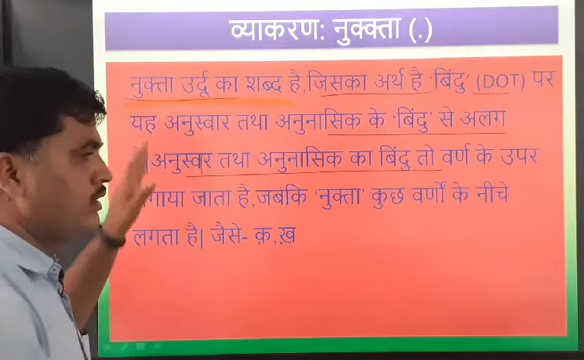 व्याकरण: नुक्क्ता (.)
नुक्ता उर्दू का शब्द है,जिसका अर्थ है 'बिंदु' (DOT) पर
यह अनुस्वार तथा अनुनासिक के 'बिंदु' से अलग
अनुस्वर तथा अनुनासिक का बिंदु तो वर्ण के उपर
जाता है,जबकि 'नुक्ता' कुछ वर्णों के नीचे
लगता है| जैसे- क़,ख़